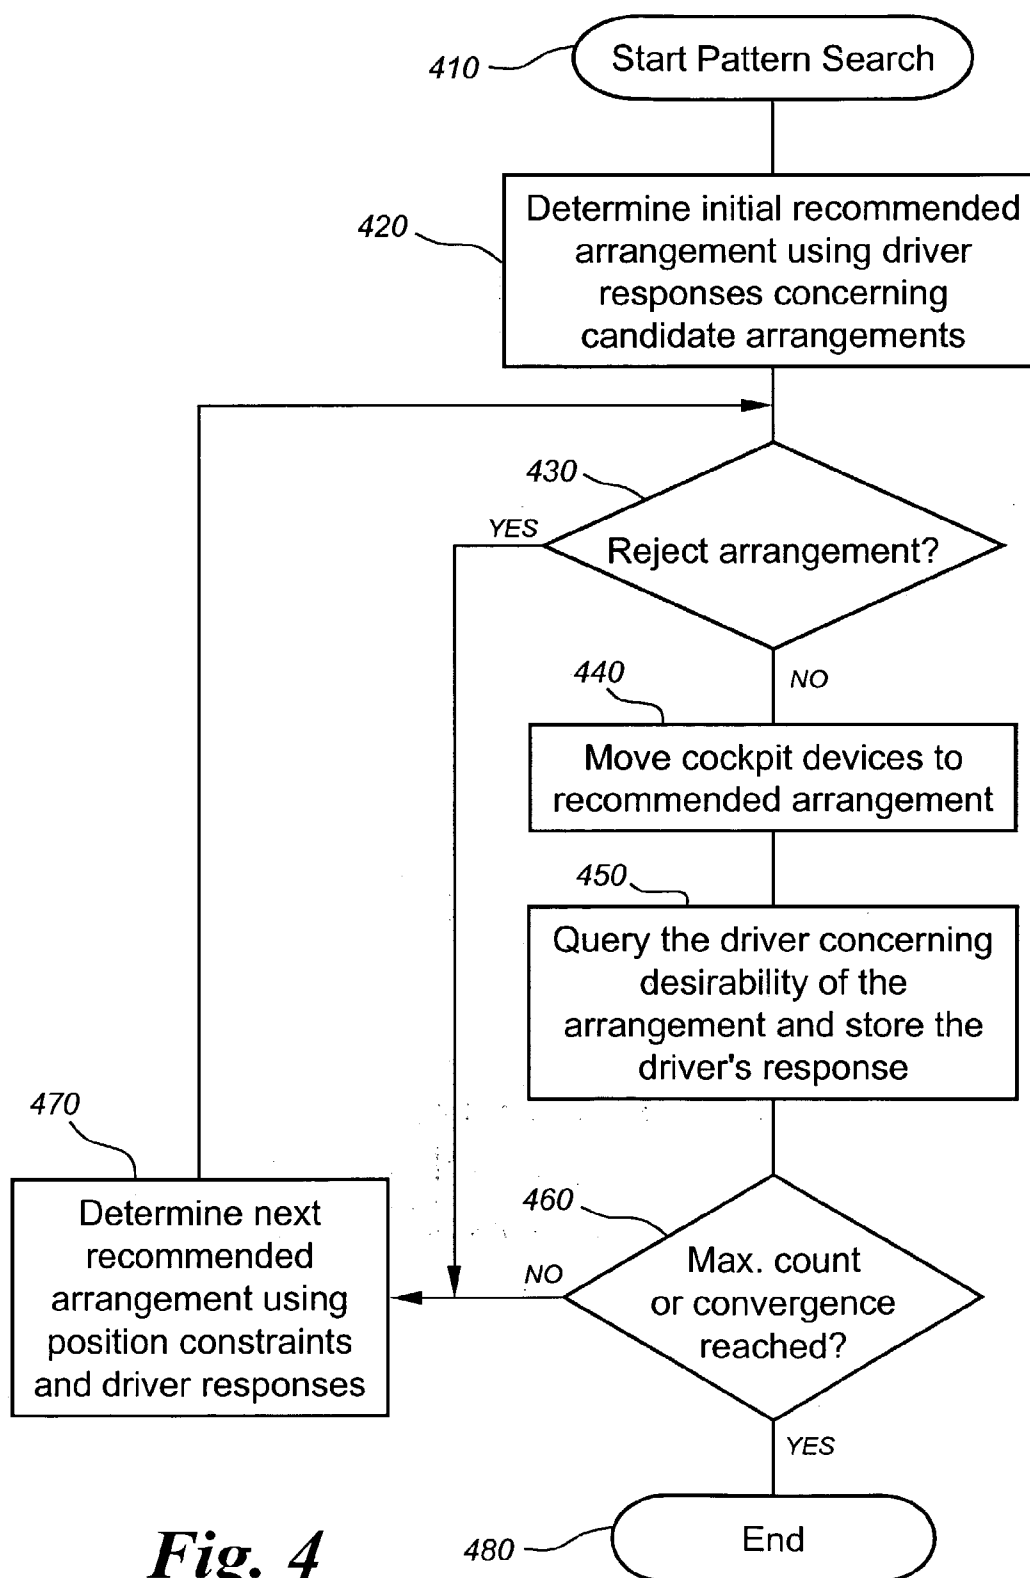 410
Start Pattern Search
420
Determine initial recommended
arrangement using driver
responses concerning
candidate arrangements
430
YES
Reject arrangement?
NO
440
Move cockpit devices to
recommended arrangement
450
Query the driver concerning
desirability of the
arrangement and store the
driver's response
470
Determine next
recommended
arrangement using
position constraints
and driver responses
460
NO
Max. count
or convergence
reached?
YES
480
End
Fig. 4